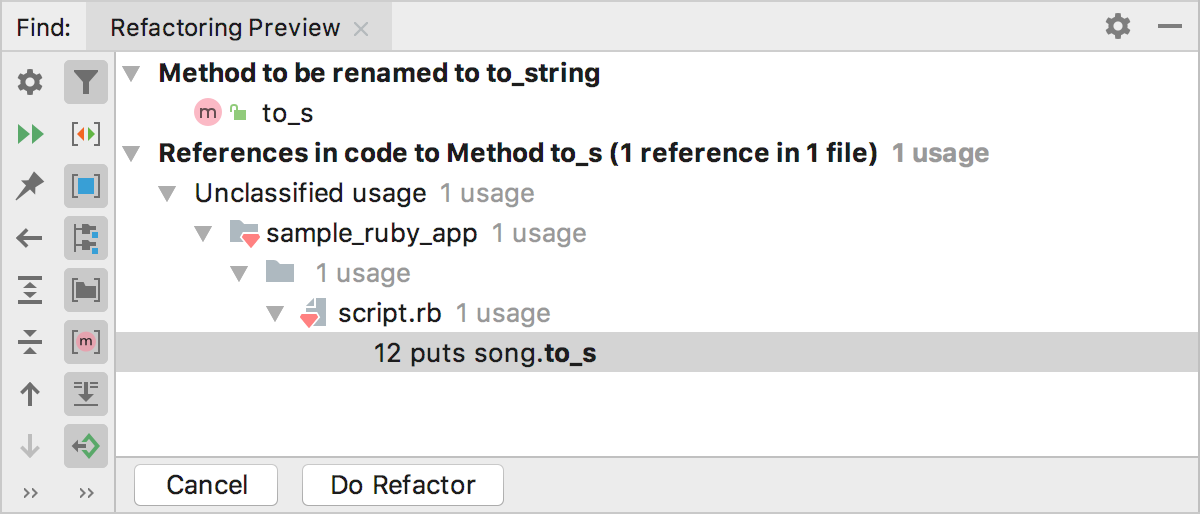 Find: Refactoring Preview
Method to be renamed to to_string
m to_s
References in code to Method to_s (1 reference in 1 file) 1 usage
Unclassified usage 1 usage
sample_ruby_app 1 usage
1 usage
script.rb 1 usage
m 12 puts song.to_s
Cancel Do Refactor